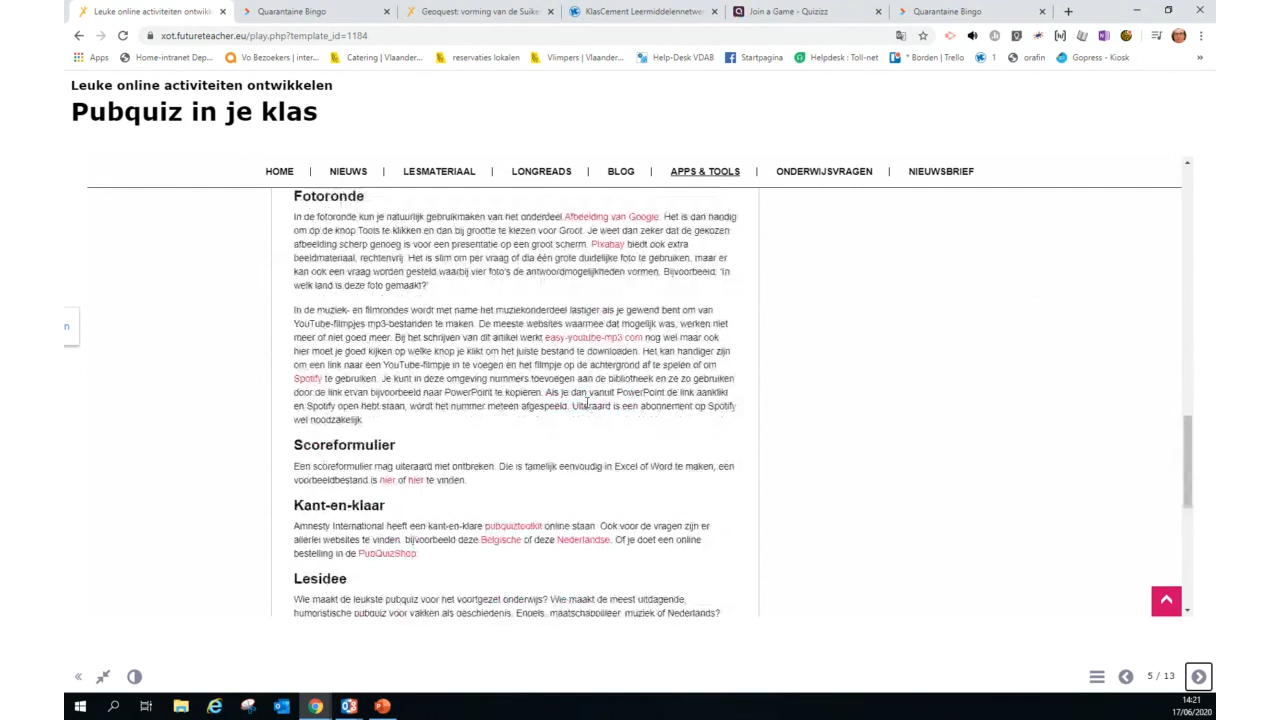 Leuke online activiteiten ontwikk
Quarantaine Bingo
Geoquest: vorming van de Suike
KlasCement Leermiddelennetwer
Join a Game - Quizizz
Quarantaine Bingo
xot.futureteacher.eu/play.php?template_id=1184
Apps
Home-intranet Dep...
Vo Bezoekers | inter...
Catering | Vlaander...
reservaties lokalen
Vlimpers | Vlaander...
Help-Desk VDAB
Startpagina
Helpdesk : Toll-net
* Borden | Trello
1
orafin
Gopress - Kiosk
Leuke online activiteiten ontwikkelen
Pubquiz in je klas
HOME | NIEUWS | LESMATERIAAL | LONGREADS | BLOG | APPS & TOOLS | ONDERWIJSVRAGEN | NIEUWSBRIEF
Fotoronde
In de fotoronde kun je natuurlijk gebruikmaken van het onderdeel Afbeelding van Google. Het is dan handig
om op de knop Tools te klikken en dan bij grootte te kiezen voor Groot. Je weet dan zeker dat de gekozen
afbeelding scherp genoeg is voor een presentatie op een groot scherm. Pixabay biedt ook extra
beeldmateriaal, rechtenvrij. Het is slim om per vraag of dia één grote duidelijke foto te gebruiken, maar er
kan ook een vraag worden gesteld waarbij vier foto's de antwoordmogelijkheden vormen. Bijvoorbeeld: 'In
welk land is deze foto gemaakt?'
In de muziek- en filmrondes wordt met name het muziekonderdeel lastiger als je gewend bent om van
YouTube-filmpjes mp3-bestanden te maken. De meeste websites waarmee dat mogelijk was, werken niet
meer of niet goed meer. Bij het schrijven van dit artikel werkt easy-youtube-mp3.com nog wel maar ook
hier moet je goed kijken op welke knop je klikt om het juiste bestand te downloaden. Het kan handiger zijn
om een link naar een YouTube-filmpje in te voegen en het filmpje op de achtergrond af te spelen of om
Spotify te gebruiken. Je kunt in deze omgeving nummers toevoegen aan de bibliotheek en ze zo gebruiken
door de link ervan bijvoorbeeld naar PowerPoint te kopiëren. Als je dan vanuit PowerPoint de link aanklikt
en Spotify open hebt staan, wordt het nummer meteen afgespeeld. Uiteraard is een abonnement op Spotify
wel noodzakelijk.
Scoreformulier
Een scoreformulier mag uiteraard niet ontbreken. Die is tamelijk eenvoudig in Excel of Word te maken, een
voorbeeldbestand is hier of hier te vinden.
Kant-en-klaar
Amnesty International heeft een kant-en-klare pubquiztoolkit online staan. Ook voor de vragen zijn er
allerlei websites te vinden, bijvoorbeeld deze Belgische of deze Nederlandse. Of je doet een online
bestelling in de PubQuizShop.
Lesidee
Wie maakt de leukste pubquiz voor het voortgezet onderwijs? Wie maakt de meest uitdagende,
humoristische pubquiz voor vakken als geschiedenis, Engels, maatschappijleer, muziek of Nederlands?
n
5 / 13
14:21
17/06/2020